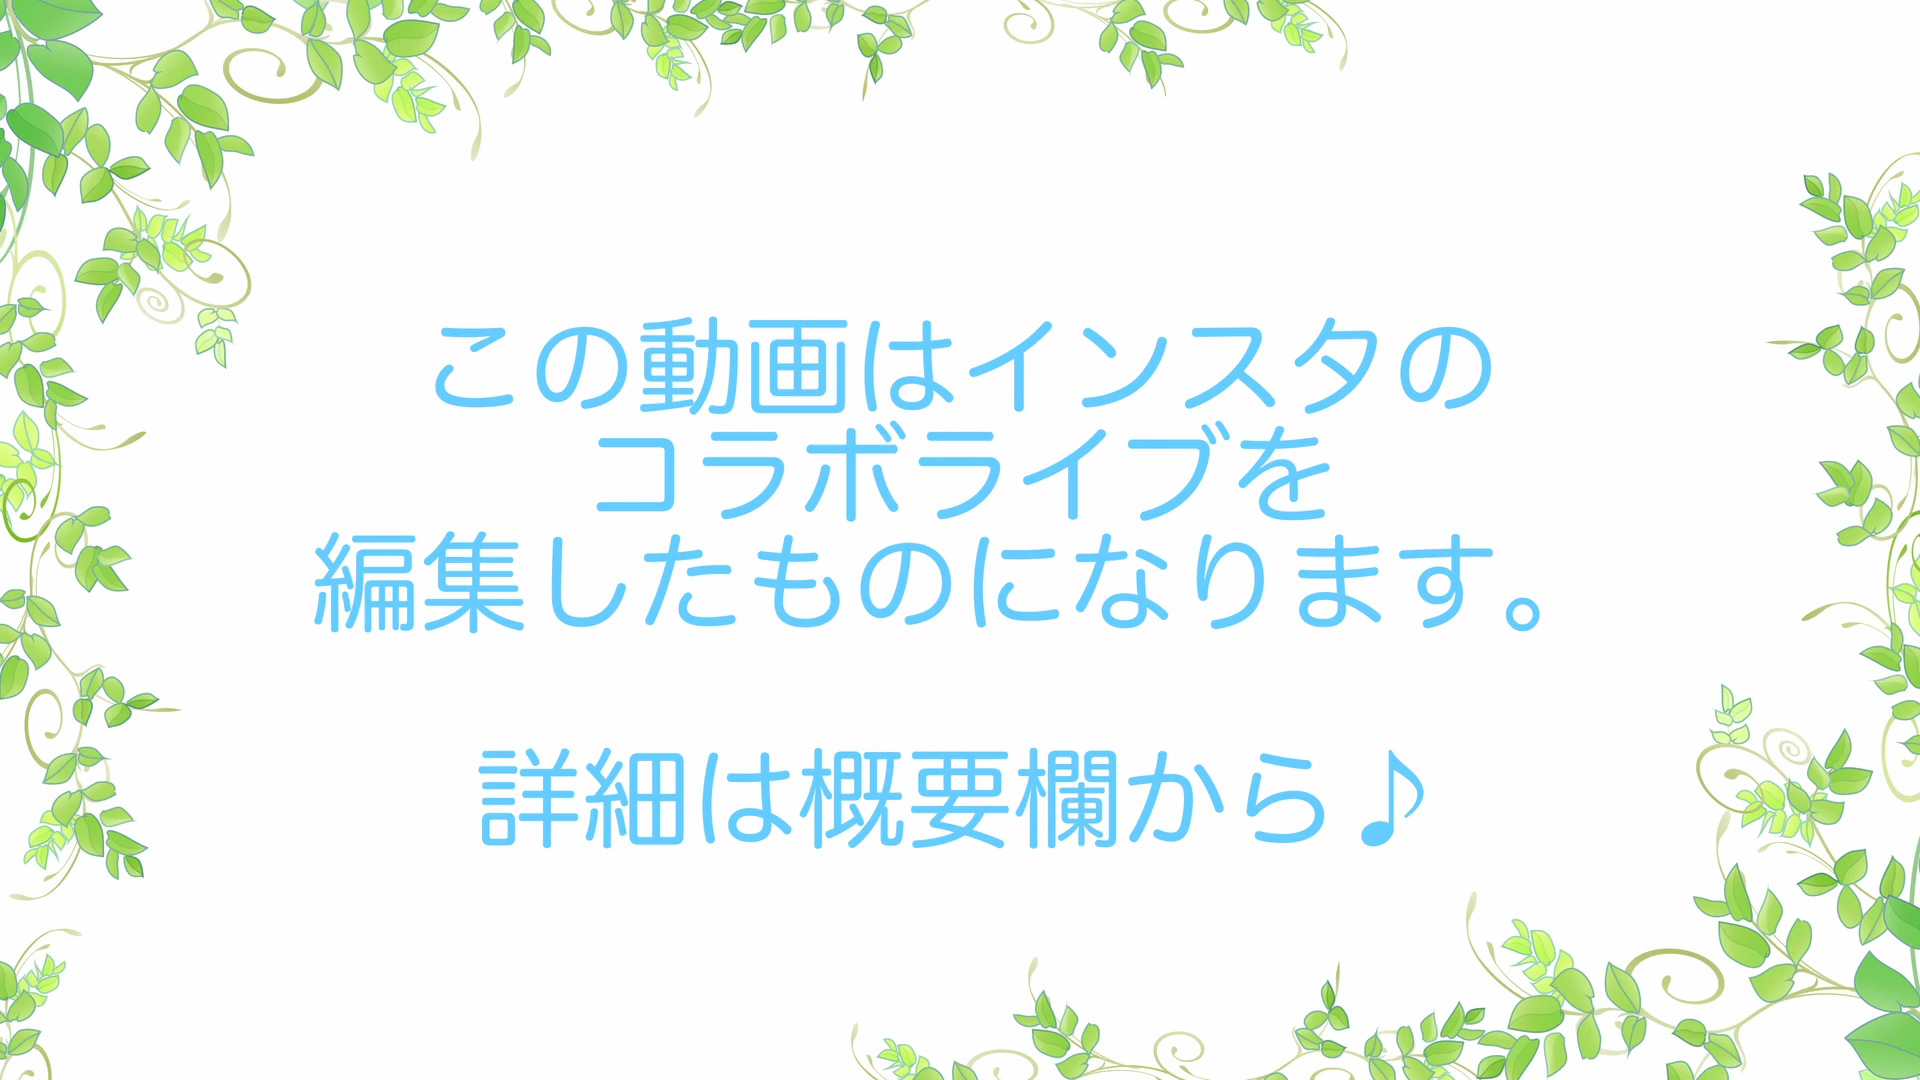 この動画はインスタの
コラボライブを
編集したものになります。
詳細は概要欄から♪